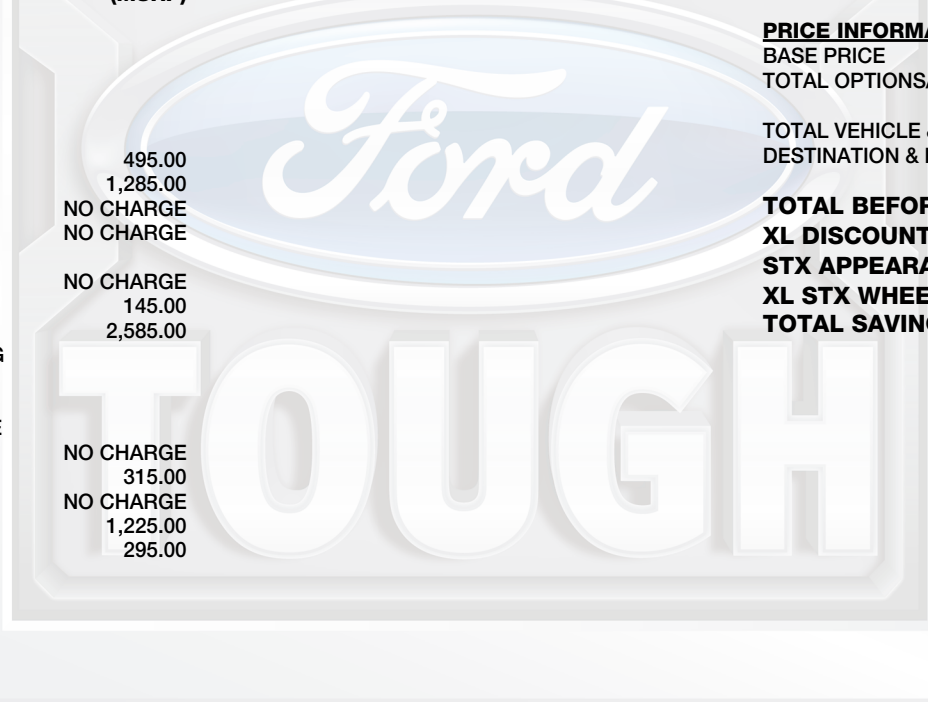 (MSRP)
495.00
1,285.00
NO CHARGE
NO CHARGE
NO CHARGE
145.00
2,585.00
G
E
NO CHARGE
315.00
NO CHARGE
1,225.00
295.00
Ford
TOUGH
PRICE INFORMA
BASE PRICE
TOTAL OPTIONS/
TOTAL VEHICLE &
DESTINATION &
TOTAL BEFOR
XL DISCOUNT
STX APPEARA
XL STX WHEE
TOTAL SAVING